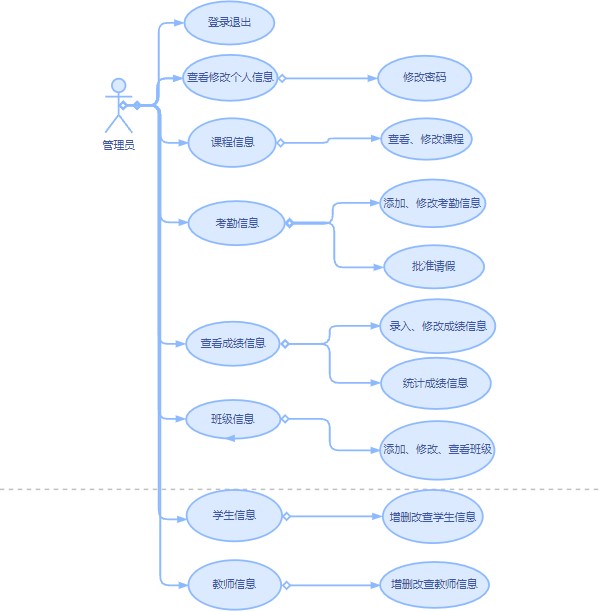 登录退出
查看修改个人信息
修改密码
管理员
课程信息
查看、修改课程
考勤信息
添加、修改考勤信息
批准请假
查看成绩信息
录入、修改成绩信息
统计成绩信息
班级信息
添加、修改、查看班级
学生信息
增删改查学生信息
教师信息
增删改查教师信息